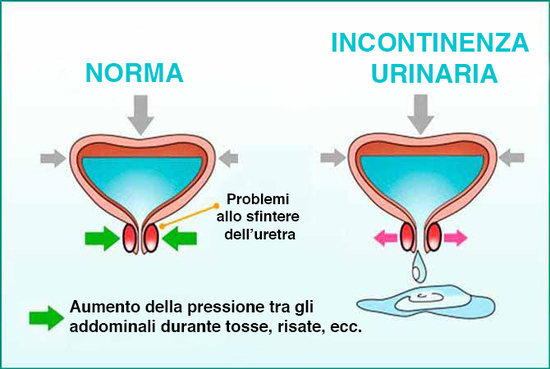 NORMA
INCONTINENZA
URINARIA
Problemi
allo sfintere
dell'uretra
Aumento della pressione tra gli
addominali durante tosse, risate, ecc.